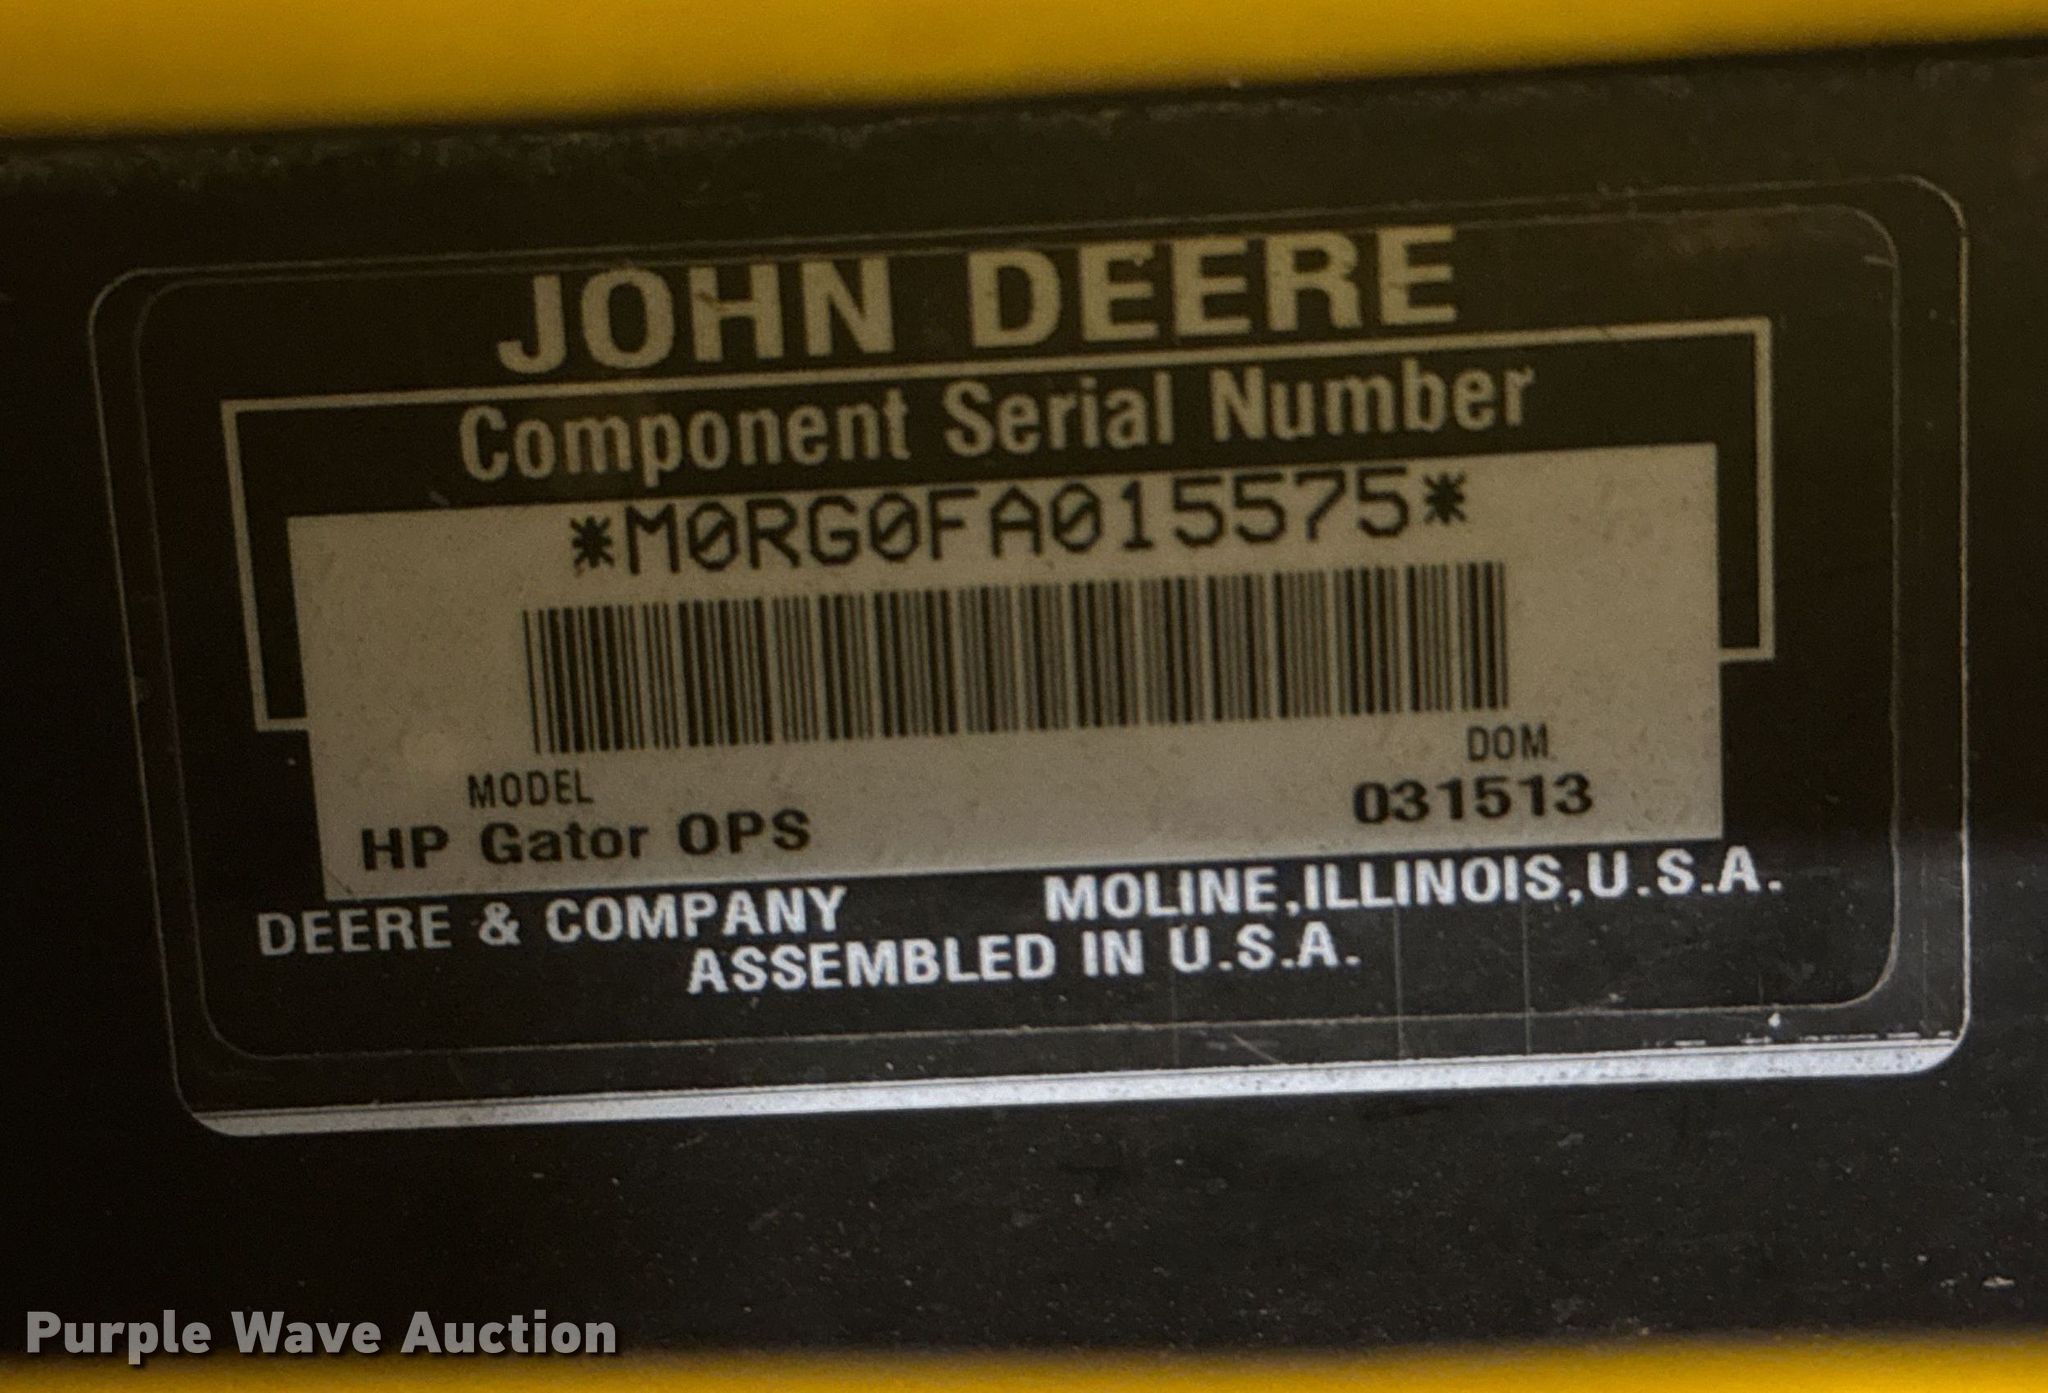 JOHN DEERE
Component Serial Number
*M0RG0FA015575*
MODEL DOM
HP Gator OPS 031513
DEERE & COMPANY MOLINE,ILLINOIS,U.S.A.
ASSEMBLED IN U.S.A.
Purple Wave Auction